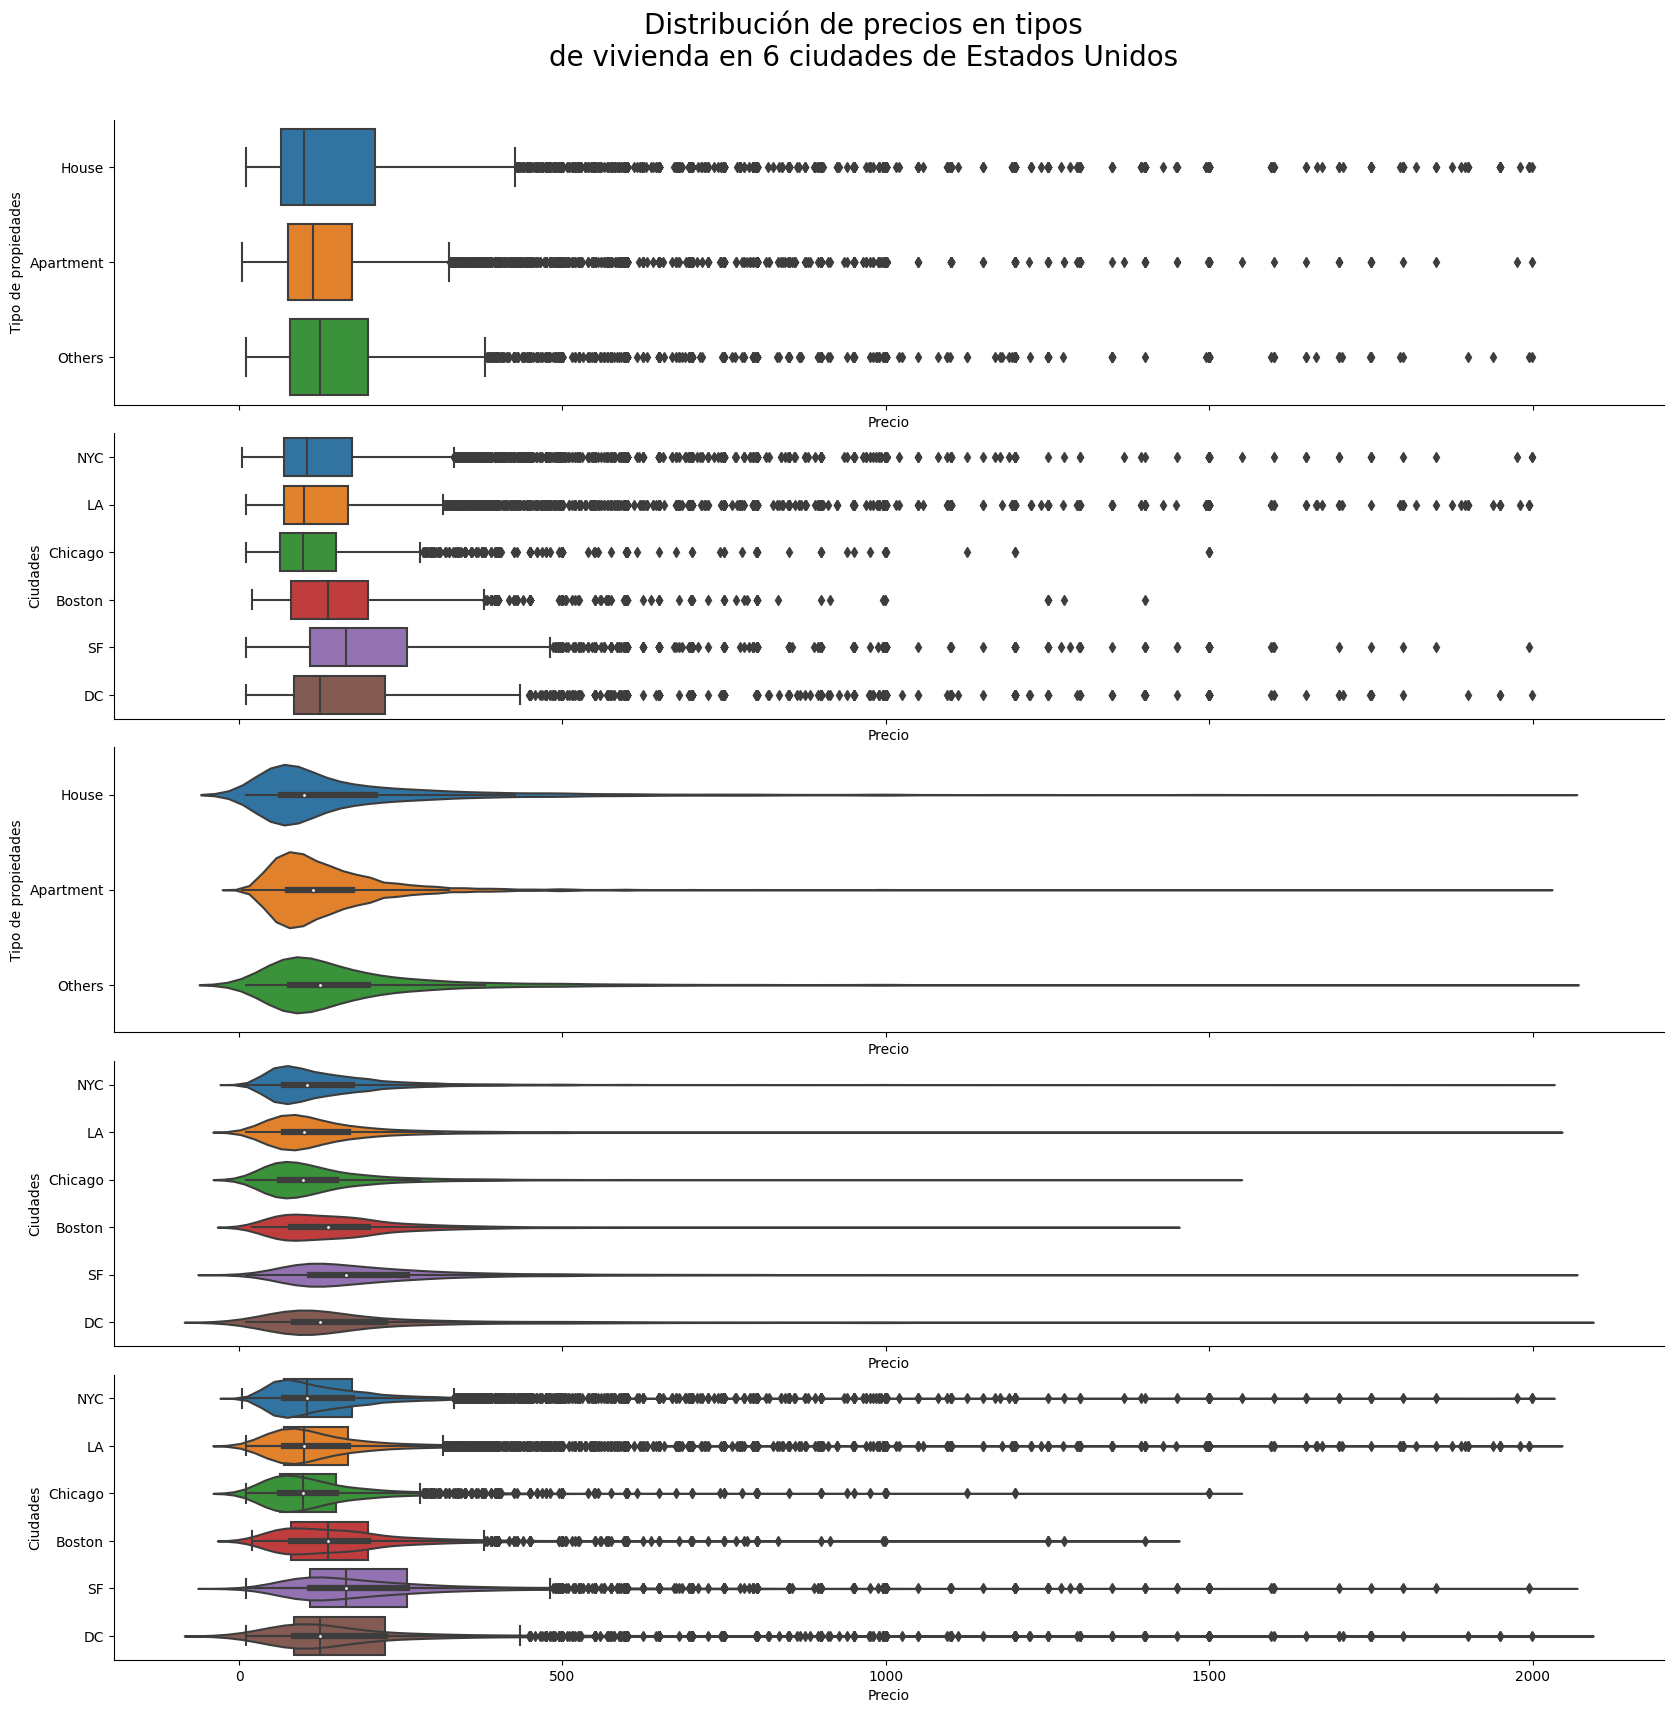 Distribución de precios en tipos
de vivienda en 6 ciudades de Estados Unidos
Tipo de propiedades
House
Apartment
Others
Precio
Ciudades
NYC
LA
Chicago
Boston
SF
DC
Precio
Tipo de propiedades
House
Apartment
Others
Precio
Ciudades
NYC
LA
Chicago
Boston
SF
DC
Precio
Ciudades
NYC
LA
Chicago
Boston
SF
DC
0 500 1000 1500 2000
Precio